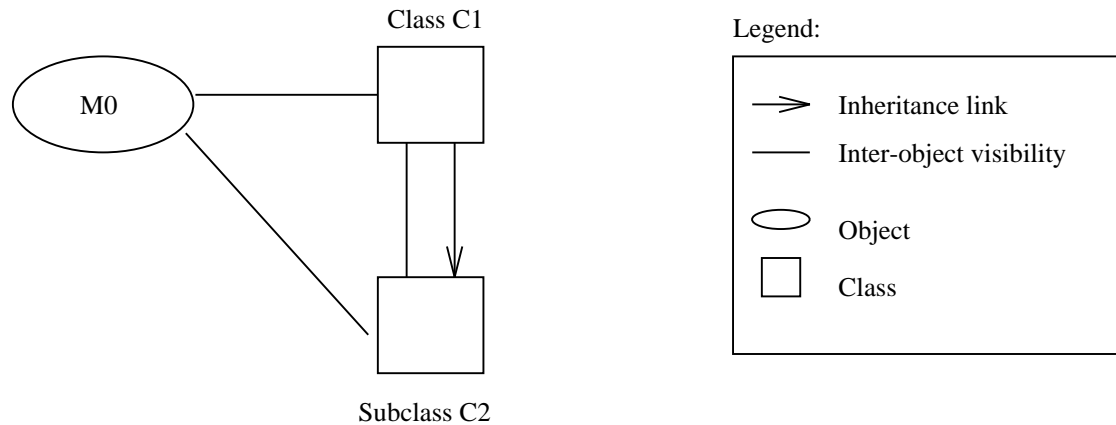 Class C1
M0
Subclass C2
Legend:
Inheritance link
Inter-object visibility
Object
Class